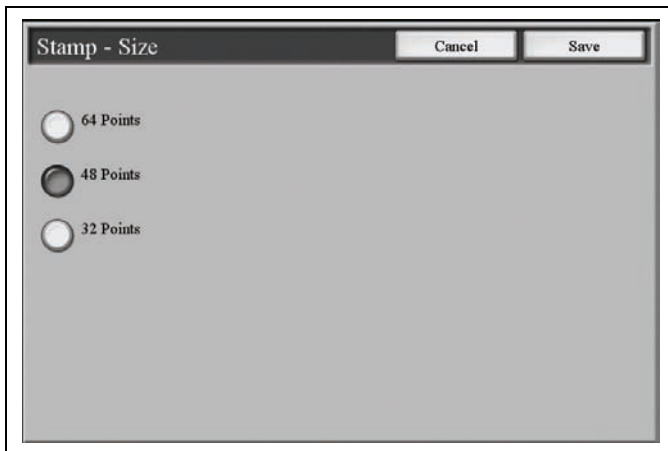 Stamp - Size
Cancel
Save
64 Points
48 Points
32 Points